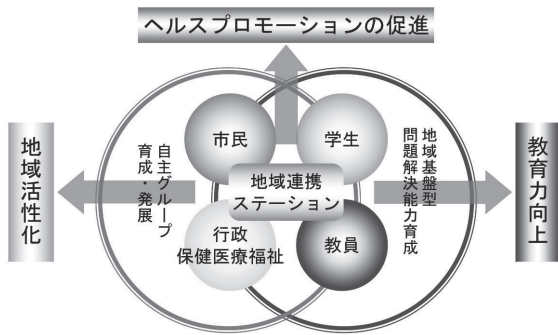 ヘルスプロモーションの促進
市民
学生
地域活性化
自主グループ
育成・発展
地域連携
ステーション
地域基盤型
問題解決能力育成
教育力向上
行政
保健医療福祉
教員